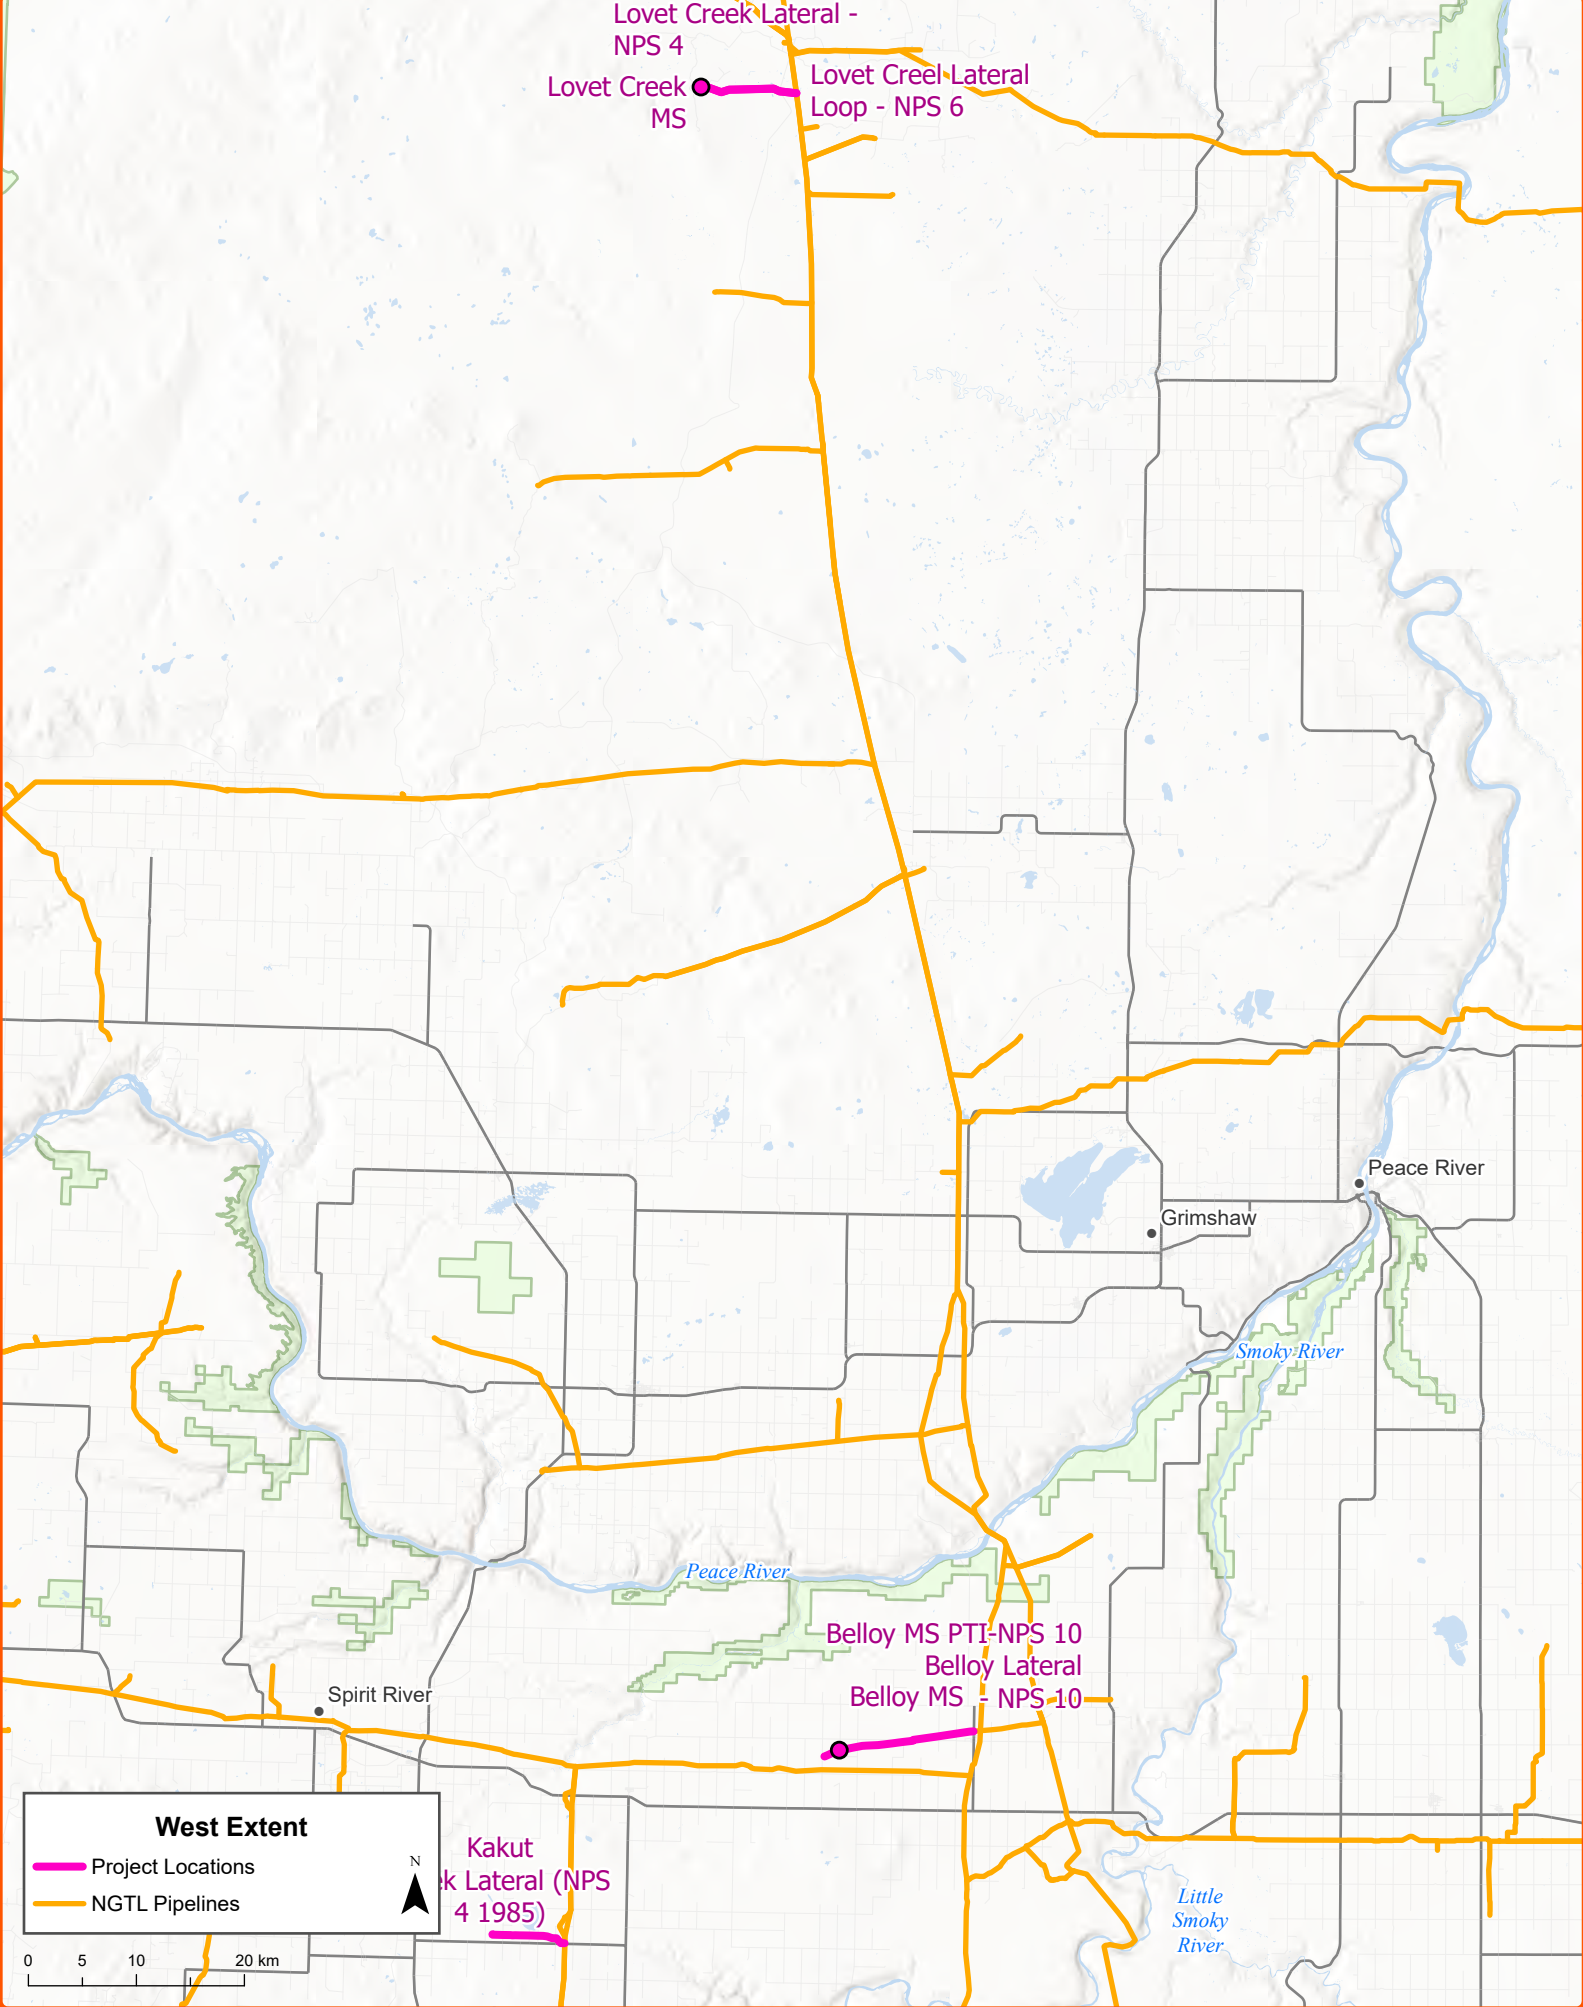 Lovet Creek Lateral -
NPS 4
Lovet Creek
MS
Lovet Creel Lateral
Loop - NPS 6
Peace River
Grimshaw
Smoky River
Peace River
Belloy MS PTI-NPS 10
Belloy Lateral
Belloy MS - NPS 10
Spirit River
West Extent
Project Locations
NGTL Pipelines
N
Kakut
ek Lateral (NPS
4 1985)
Little
Smoky
River
0 5 10 20 km